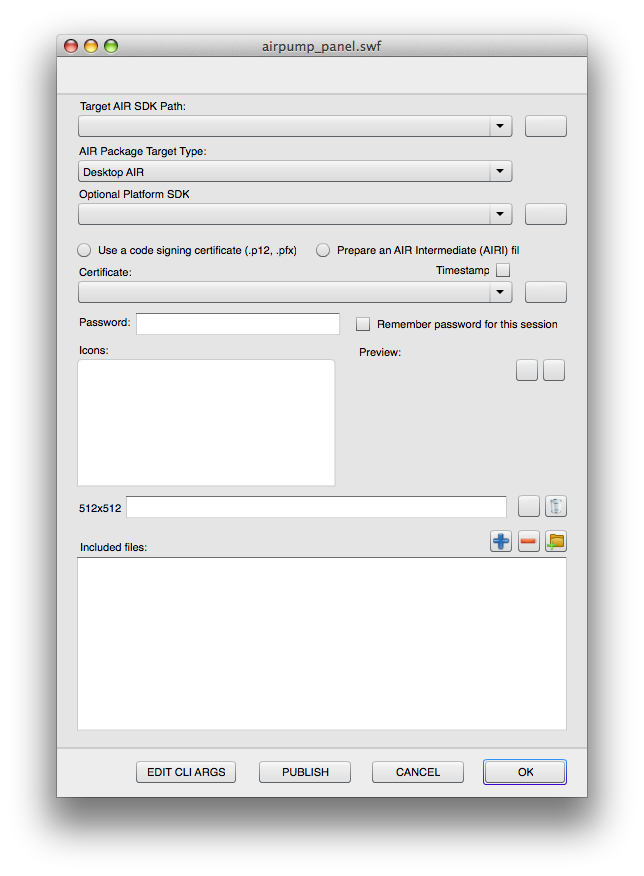 airpump_panel.swf
Target AIR SDK Path:
AIR Package Target Type:
Desktop AIR
Optional Platform SDK
Use a code signing certificate (.p12, .pfx) Prepare an AIR Intermediate (AIRI) fil
Timestamp
Certificate:
Password: Remember password for this session
Icons: Preview:
512x512
Included files:
EDIT CLI ARGS PUBLISH CANCEL OK